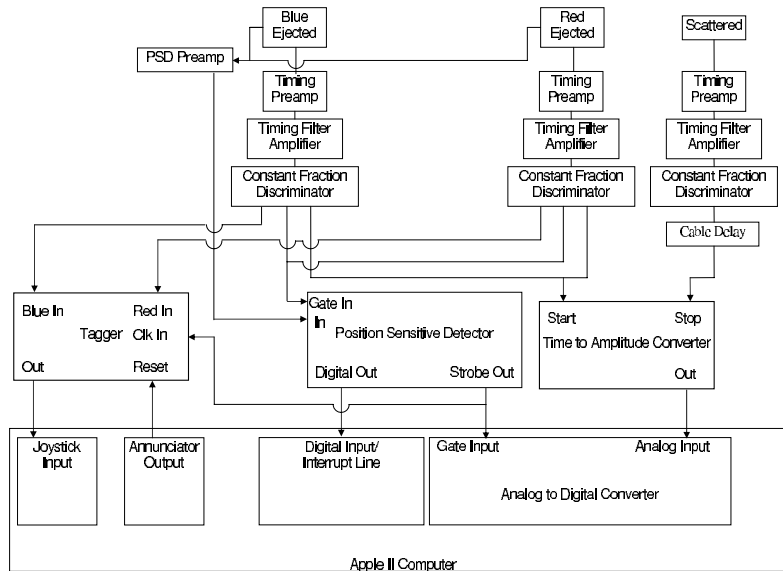 Blue
Ejected
Red
Ejected
Scattered
PSD Preamp
Timing
Preamp
Timing
Preamp
Timing
Preamp
Timing Filter
Amplifier
Timing Filter
Amplifier
Timing Filter
Amplifier
Constant Fraction
Discriminator
Constant Fraction
Discriminator
Constant Fraction
Discriminator
Cable Delay
Blue In
Red In
Tagger
Clk In
Out
Reset
Gate In
In
Position Sensitive Detector
Digital Out
Strobe Out
Start
Stop
Time to Amplitude Converter
Out
Joystick
Input
Annunciator
Output
Digital Input/
Interrupt Line
Gate Input
Analog Input
Analog to Digital Converter
Apple II Computer